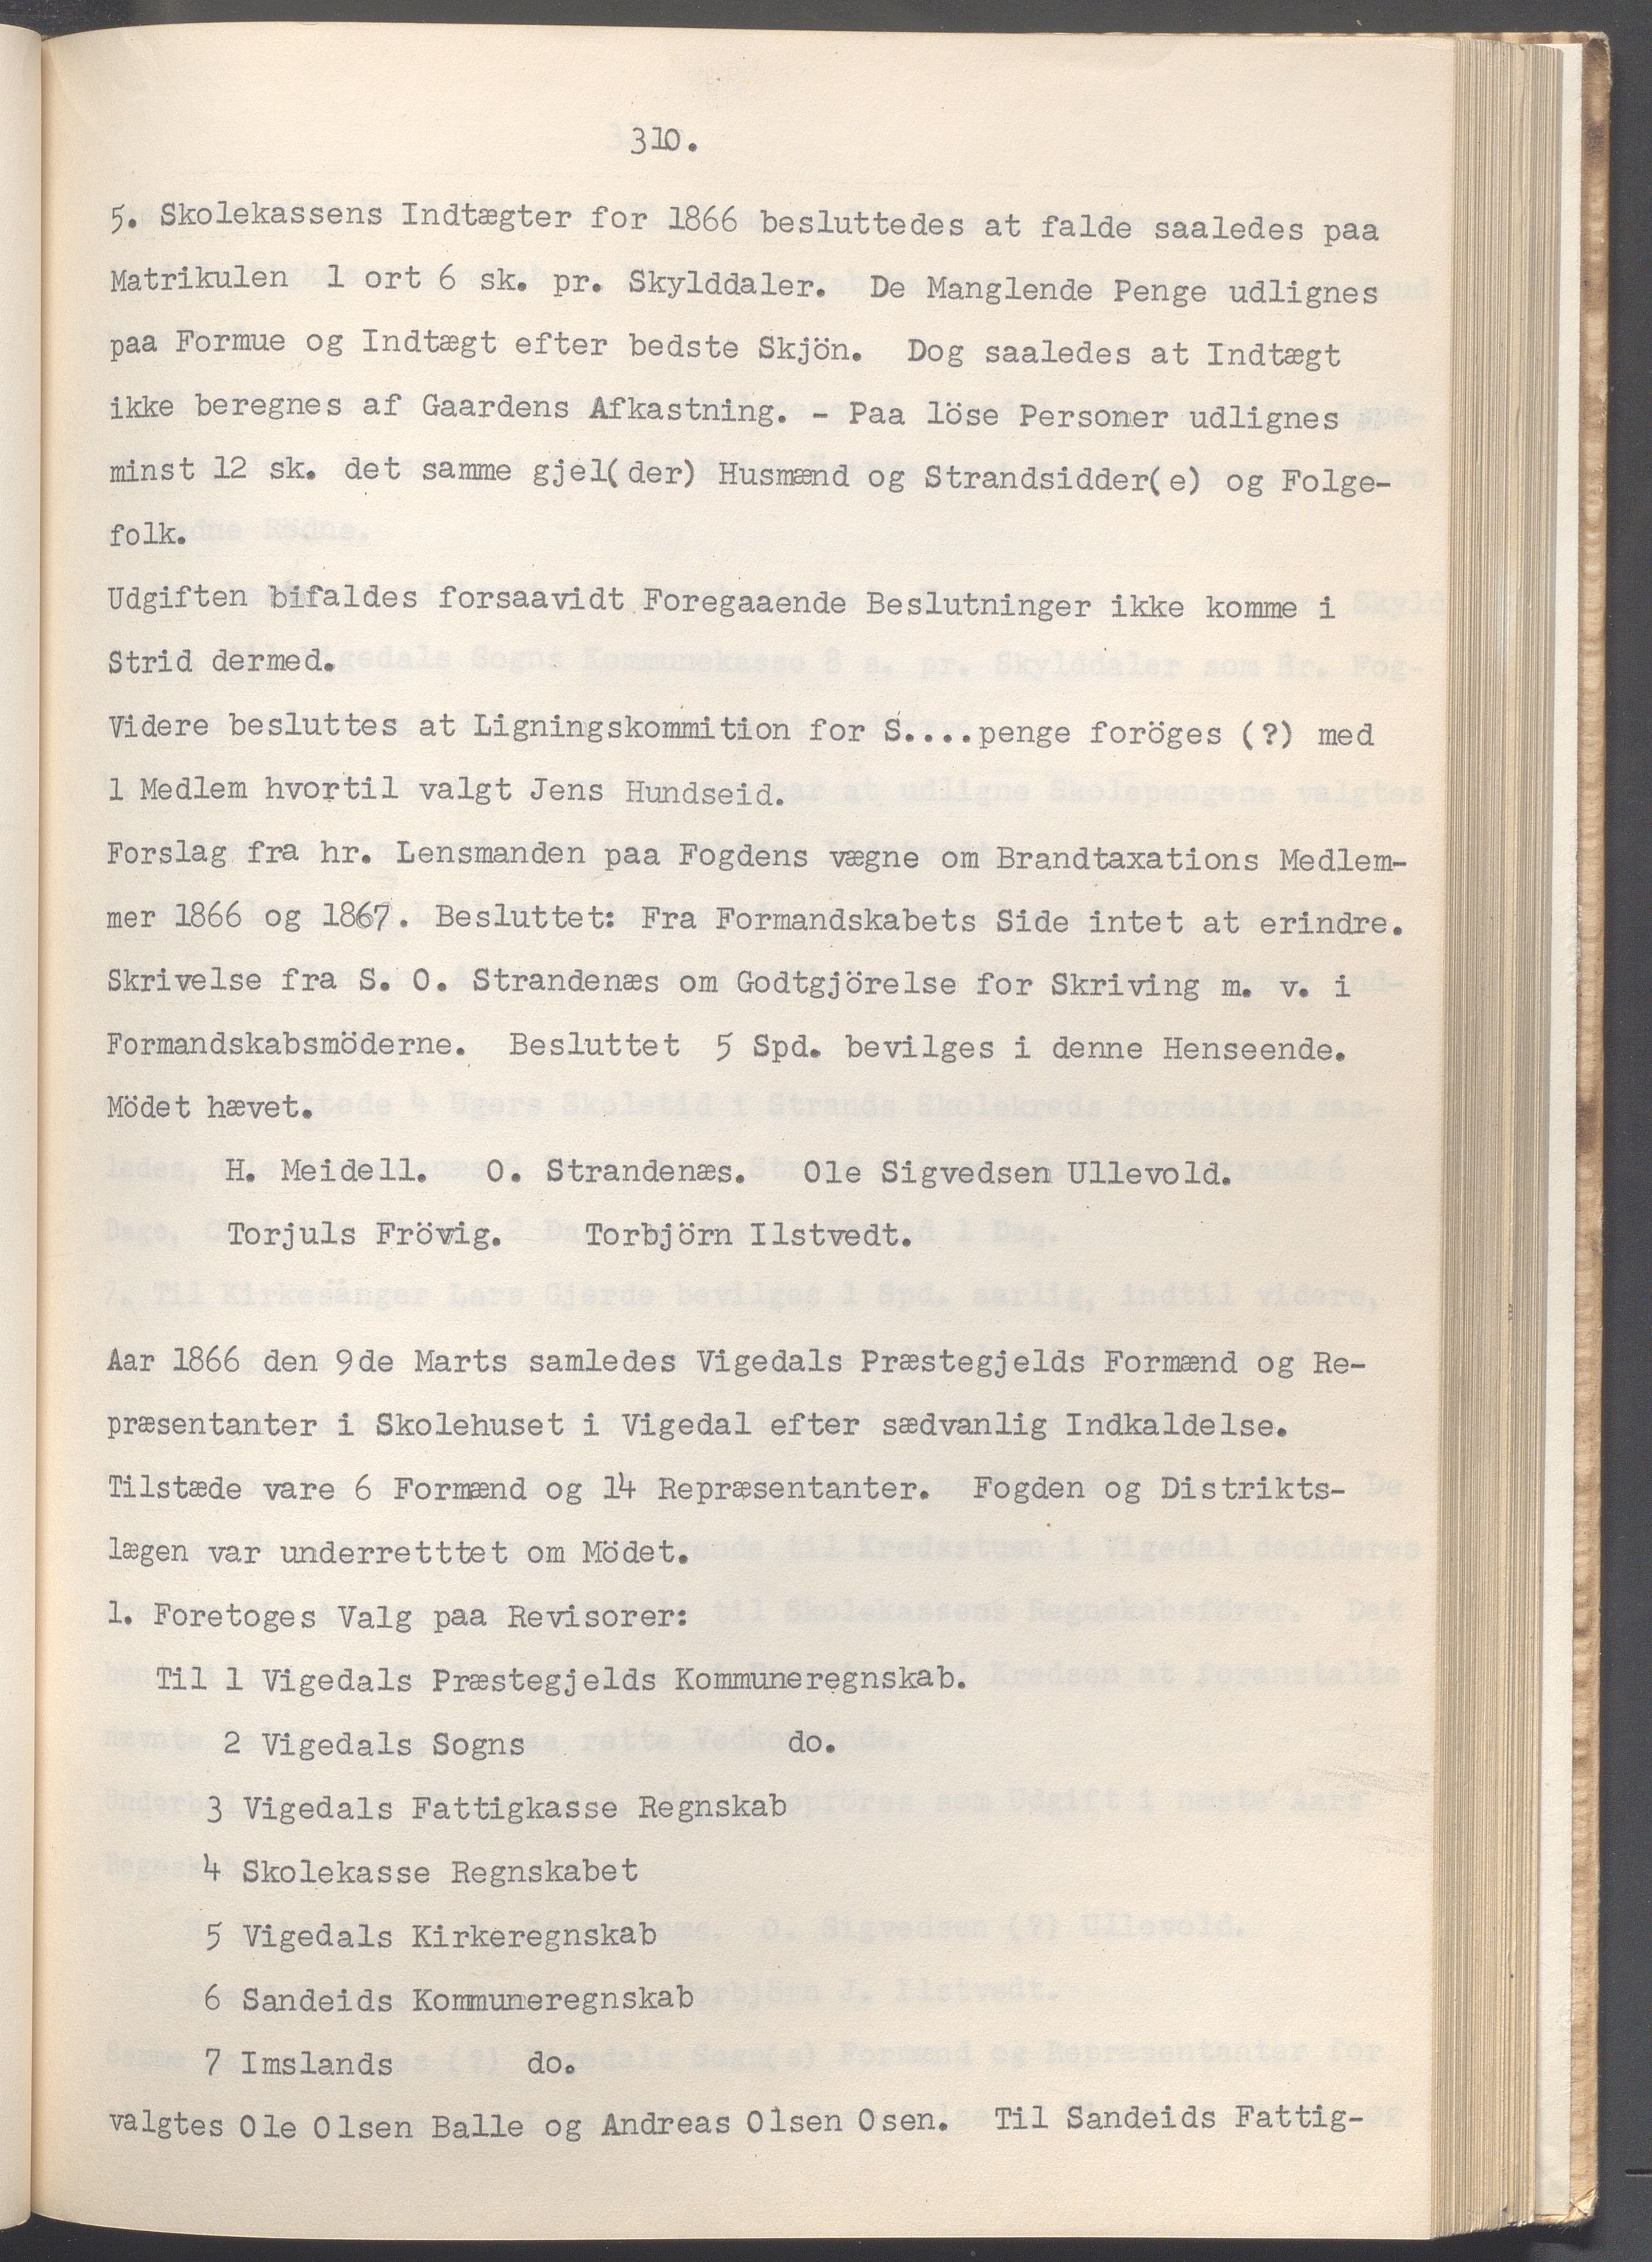 310.
5. Skolekassens Indtægter for 1866 besluttedes at falde saaledes paa
Matrikulen 1 ort 6 sk. pr. Skylddaler. De Manglende Penge udlignes
paa Formue og Indtægt efter bedste Skjön. Dog saaledes at Indtægt
ikke beregnes af Gaardens Afkastning. - Paa löse Personer udlignes
minst 12 sk. det samme gjel(der) Husmænd og Strandsidder(e) og Folge-
folk.
Udgiften bifaldes forsaavidt Foregaaende Beslutninger ikke komme i
Strid dermed.
Videre besluttes at Ligningskommition for S....penge foröges (?) med
1 Medlem hvortil valgt Jens Hundseid.
Forslag fra hr. Lensmanden paa Fogdens vægne om Brandtaxations Medlem-
mer 1866 og 1867. Besluttet: Fra Formandskabets Side intet at erindre.
Skrivelse fra S. O. Strandenæs om Godtgjörelse for Skriving m. v. i
Formandskabsmöderne. Besluttet 5 Spd. bevilges i denne Henseende.
Mödet hævet.
H. Meidell. O. Strandenæs. Ole Sigvedsen Ullevold.
Torjuls Frövig. Torbjörn Ilstvedt.
Aar 1866 den 9de Marts samledes Vigedals Præstegjelds Formænd og Re-
præsentanter i Skolehuset i Vigedal efter sædvanlig Indkaldelse.
Tilstæde vare 6 Formænd og 14 Repræsentanter. Fogden og Distrikts-
lægen var underretttet om Mödet.
1. Foretoges Valg paa Revisorer:
Til 1 Vigedals Præstegjelds Kommuneregnskab.
2 Vigedals Sogns do.
3 Vigedals Fattigkasse Regnskab
4 Skolekasse Regnskabet
5 Vigedals Kirkeregnskab
6 Sandeids Kommuneregnskab
7 Imslands do.
valgtes Ole Olsen Balle og Andreas Olsen Osen. Til Sandeids Fattig-